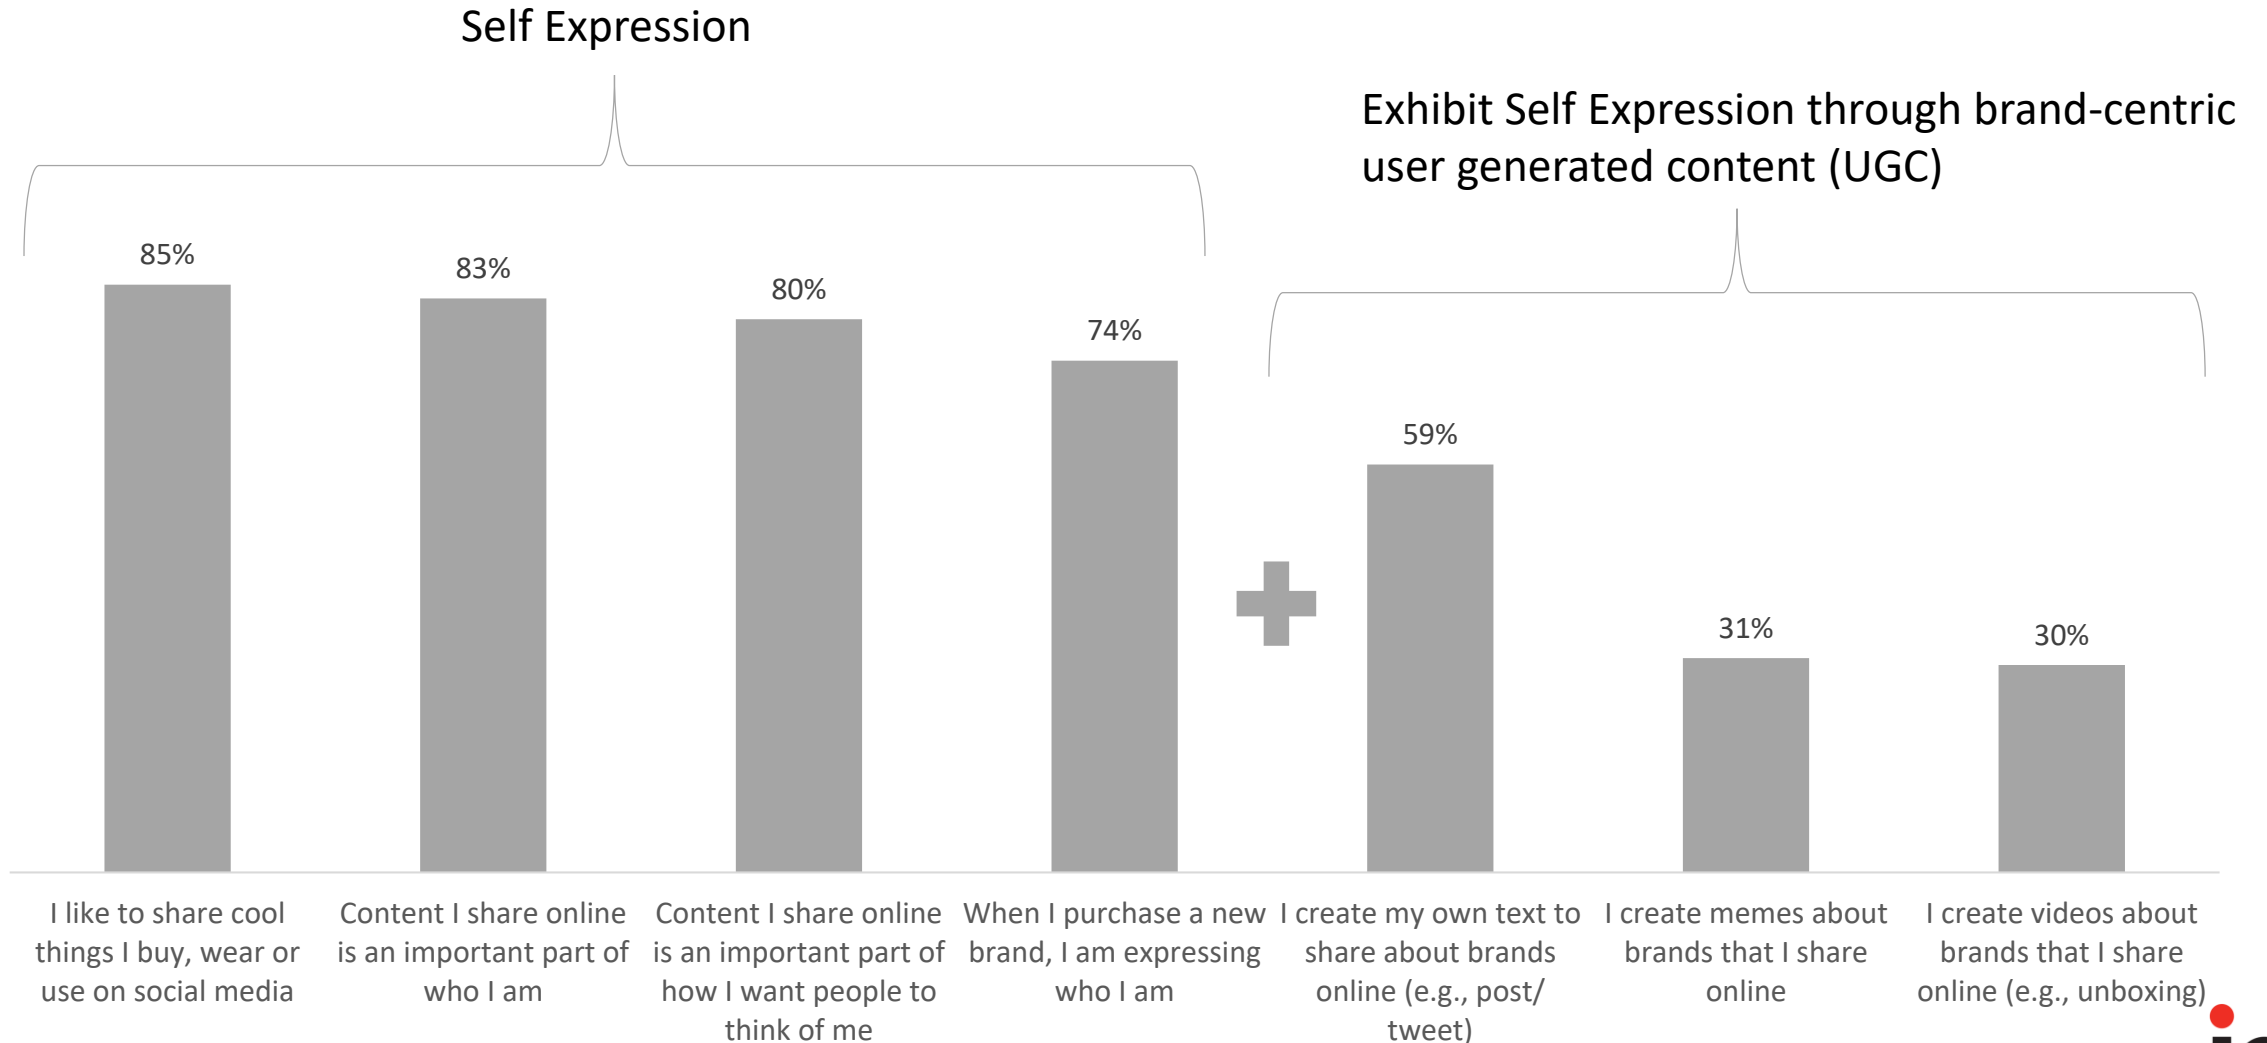 Self Expression
Exhibit Self Expression through brand-centric
user generated content (UGC)
85%
83%
80%
74%
59%
31%
30%
I like to share cool
things I buy, wear or
use on social media
Content I share online
is an important part of
who I am
Content I share online
is an important part of
how I want people to
think of me
When I purchase a new
brand, I am expressing
who I am
I create my own text to
share about brands
online (e.g., post/
tweet)
I create memes about
brands that I share
online
I create videos about
brands that I share
online (e.g., unboxing)